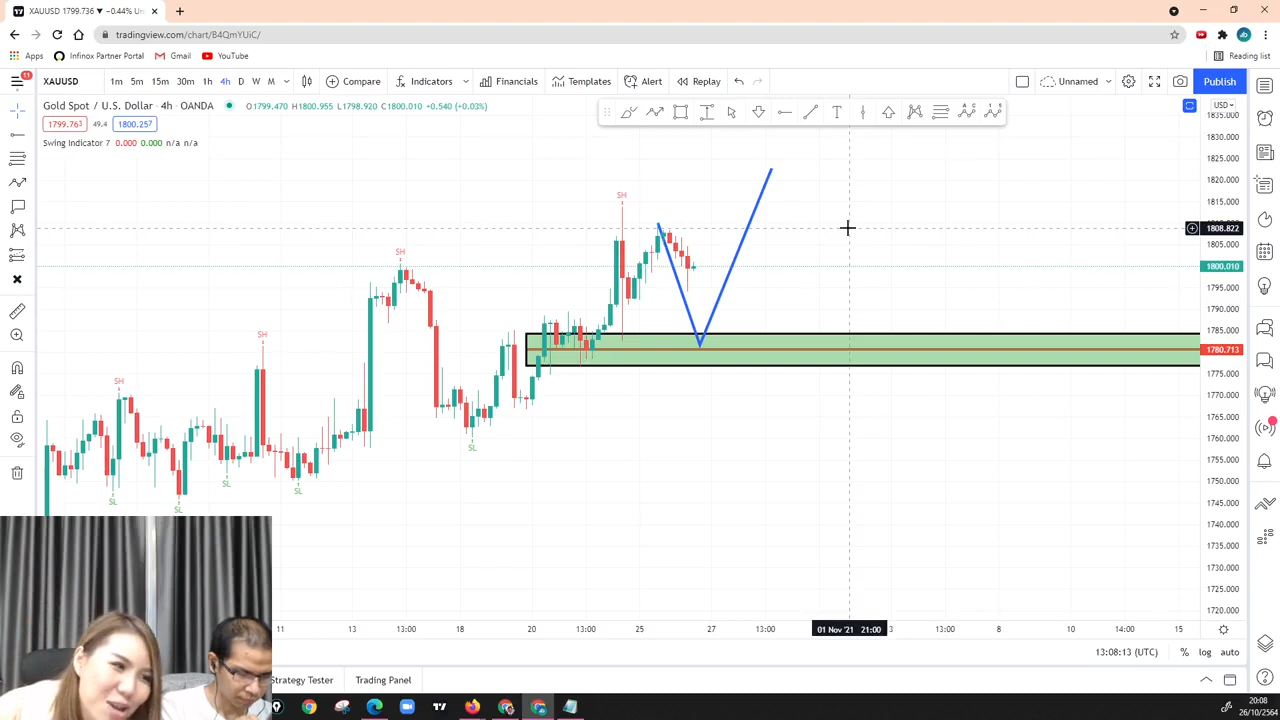 XAUUSD 1799.736 ▼ −0.44% Unn
tradingview.com/chart/B4QmYUiC/
Apps Infinox Partner Portal Gmail YouTube Reading list
11
XAUUSD 1m 5m 15m 30m 1h 4h D W M Compare Indicators Financials Templates Alert Replay Unnamed Publish
Gold Spot / U.S. Dollar · 4h · OANDA O1799.470 H1800.955 L1798.920 C1800.010 +0.540 (+0.03%)
USD
1799.763 49.4 1800.257
Swing Indicator 7 0.000 0.000 n/a n/a
1835.000
1830.000
1825.000
1820.000
1815.000
1808.822
1805.000
1800.010
1795.000
1790.000
1785.000
1780.713
1775.000
1770.000
1765.000
1760.000
1755.000
1750.000
1745.000
1740.000
1735.000
1730.000
1725.000
1720.000
SH
SH
SH
SH
SL
SL
SL
SL
SL
11 13 13:00 18 20 13:00 25 27 13:00 01 Nov '21 21:00 3 13:00 8 10 14:00 15
13:08:13 (UTC) % log auto
Strategy Tester Trading Panel
20:08
26/10/2564